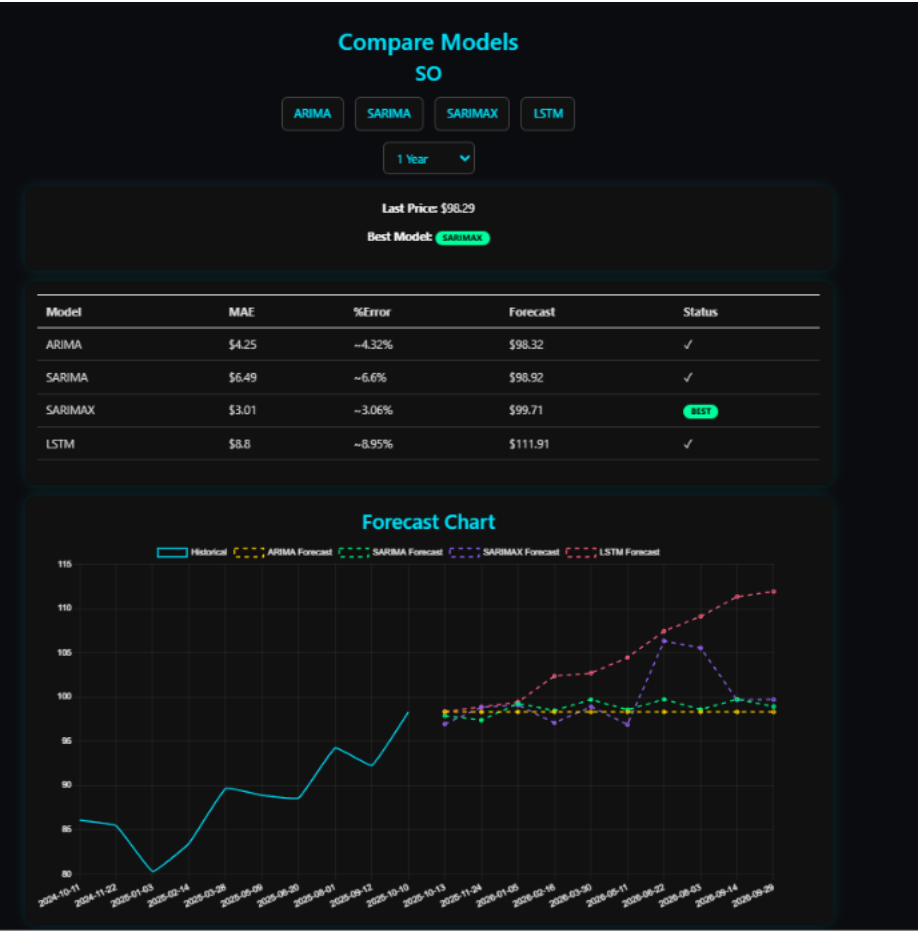 Compare Models
SO
ARIMA SARIMA SARIMAX LSTM
1 Year
Last Price: $98.29
Best Model: SARIMAX
Model MAE %Error Forecast Status
ARIMA $4.25 ~4.32% $98.32 ✓
SARIMA $6.49 ~6.6% $98.92 ✓
SARIMAX $3.01 ~3.06% $99.71 BEST
LSTM $8.8 ~8.95% $111.91 ✓
Forecast Chart
Historical ARIMA Forecast SARIMA Forecast SARIMAX Forecast LSTM Forecast
115
110
105
100
95
90
85
80
2024-10-11 2024-11-22 2025-01-03 2025-02-14 2025-03-28 2025-05-09 2025-06-20 2025-08-01 2025-09-12 2025-10-10 2025-10-13 2025-11-24 2026-01-05 2026-02-16 2026-03-30 2026-05-11 2026-06-22 2026-08-03 2026-09-14 2026-09-29